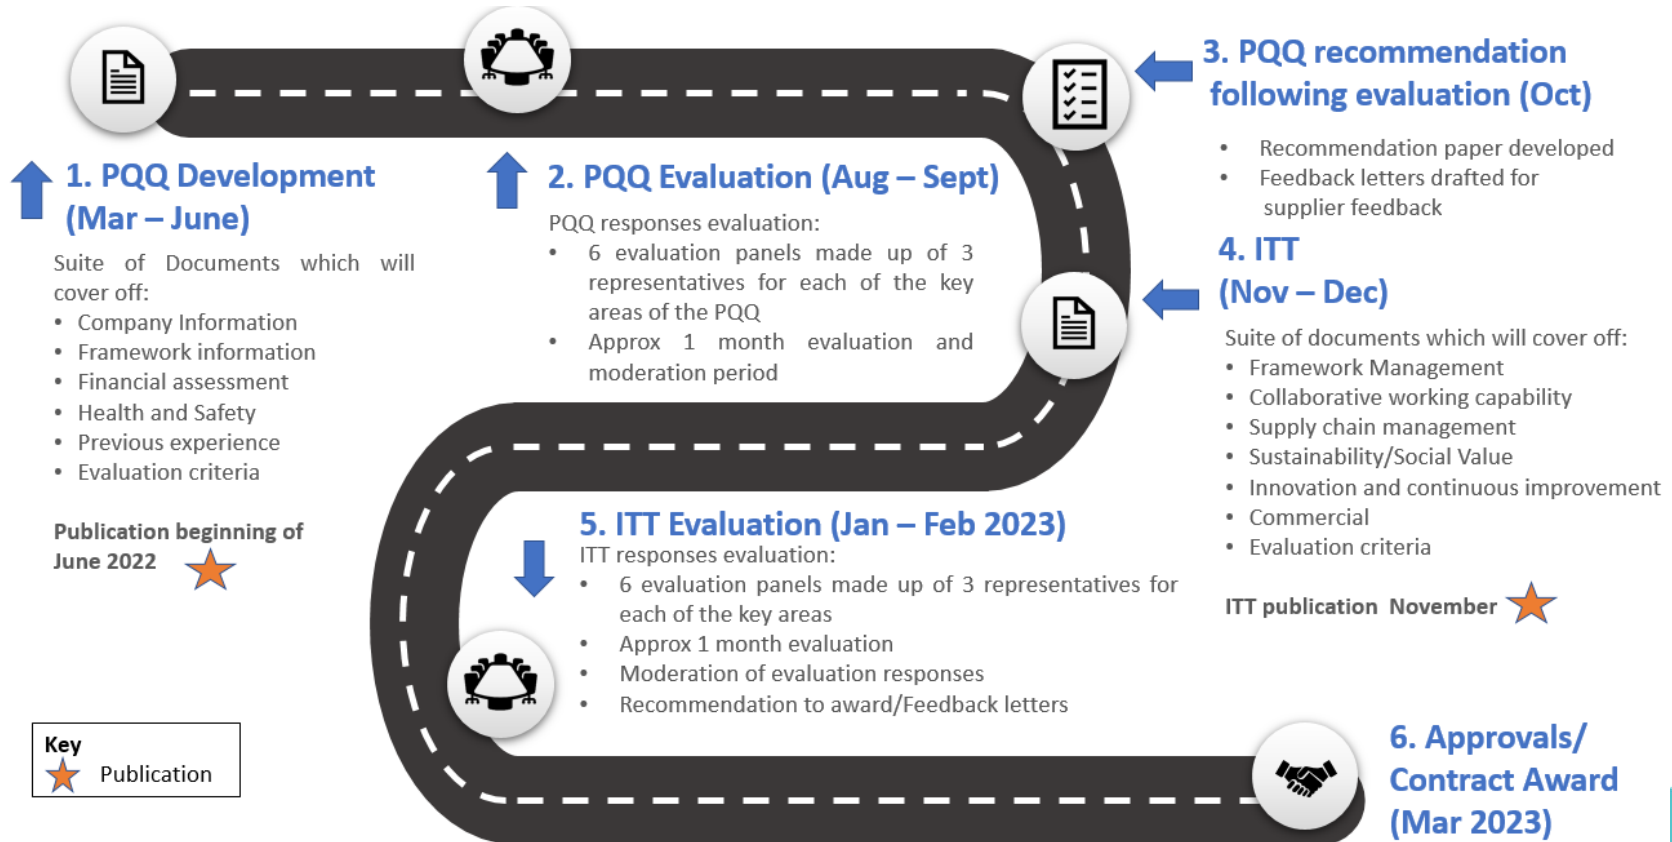 1. PQQ Development
(Mar – June)
Suite of Documents which will
cover off:
• Company Information
• Framework information
• Financial assessment
• Health and Safety
• Previous experience
• Evaluation criteria
Publication beginning of
June 2022
2. PQQ Evaluation (Aug – Sept)
PQQ responses evaluation:
• 6 evaluation panels made up of 3
representatives for each of the key
areas of the PQQ
• Approx 1 month evaluation and
moderation period
3. PQQ recommendation
following evaluation (Oct)
• Recommendation paper developed
• Feedback letters drafted for
supplier feedback
4. ITT
(Nov – Dec)
Suite of documents which will cover off:
• Framework Management
• Collaborative working capability
• Supply chain management
• Sustainability/Social Value
• Innovation and continuous improvement
• Commercial
• Evaluation criteria
ITT publication November
5. ITT Evaluation (Jan – Feb 2023)
ITT responses evaluation:
• 6 evaluation panels made up of 3 representatives for
each of the key areas
• Approx 1 month evaluation
• Moderation of evaluation responses
• Recommendation to award/Feedback letters
6. Approvals/
Contract Award
(Mar 2023)
Key
Publication